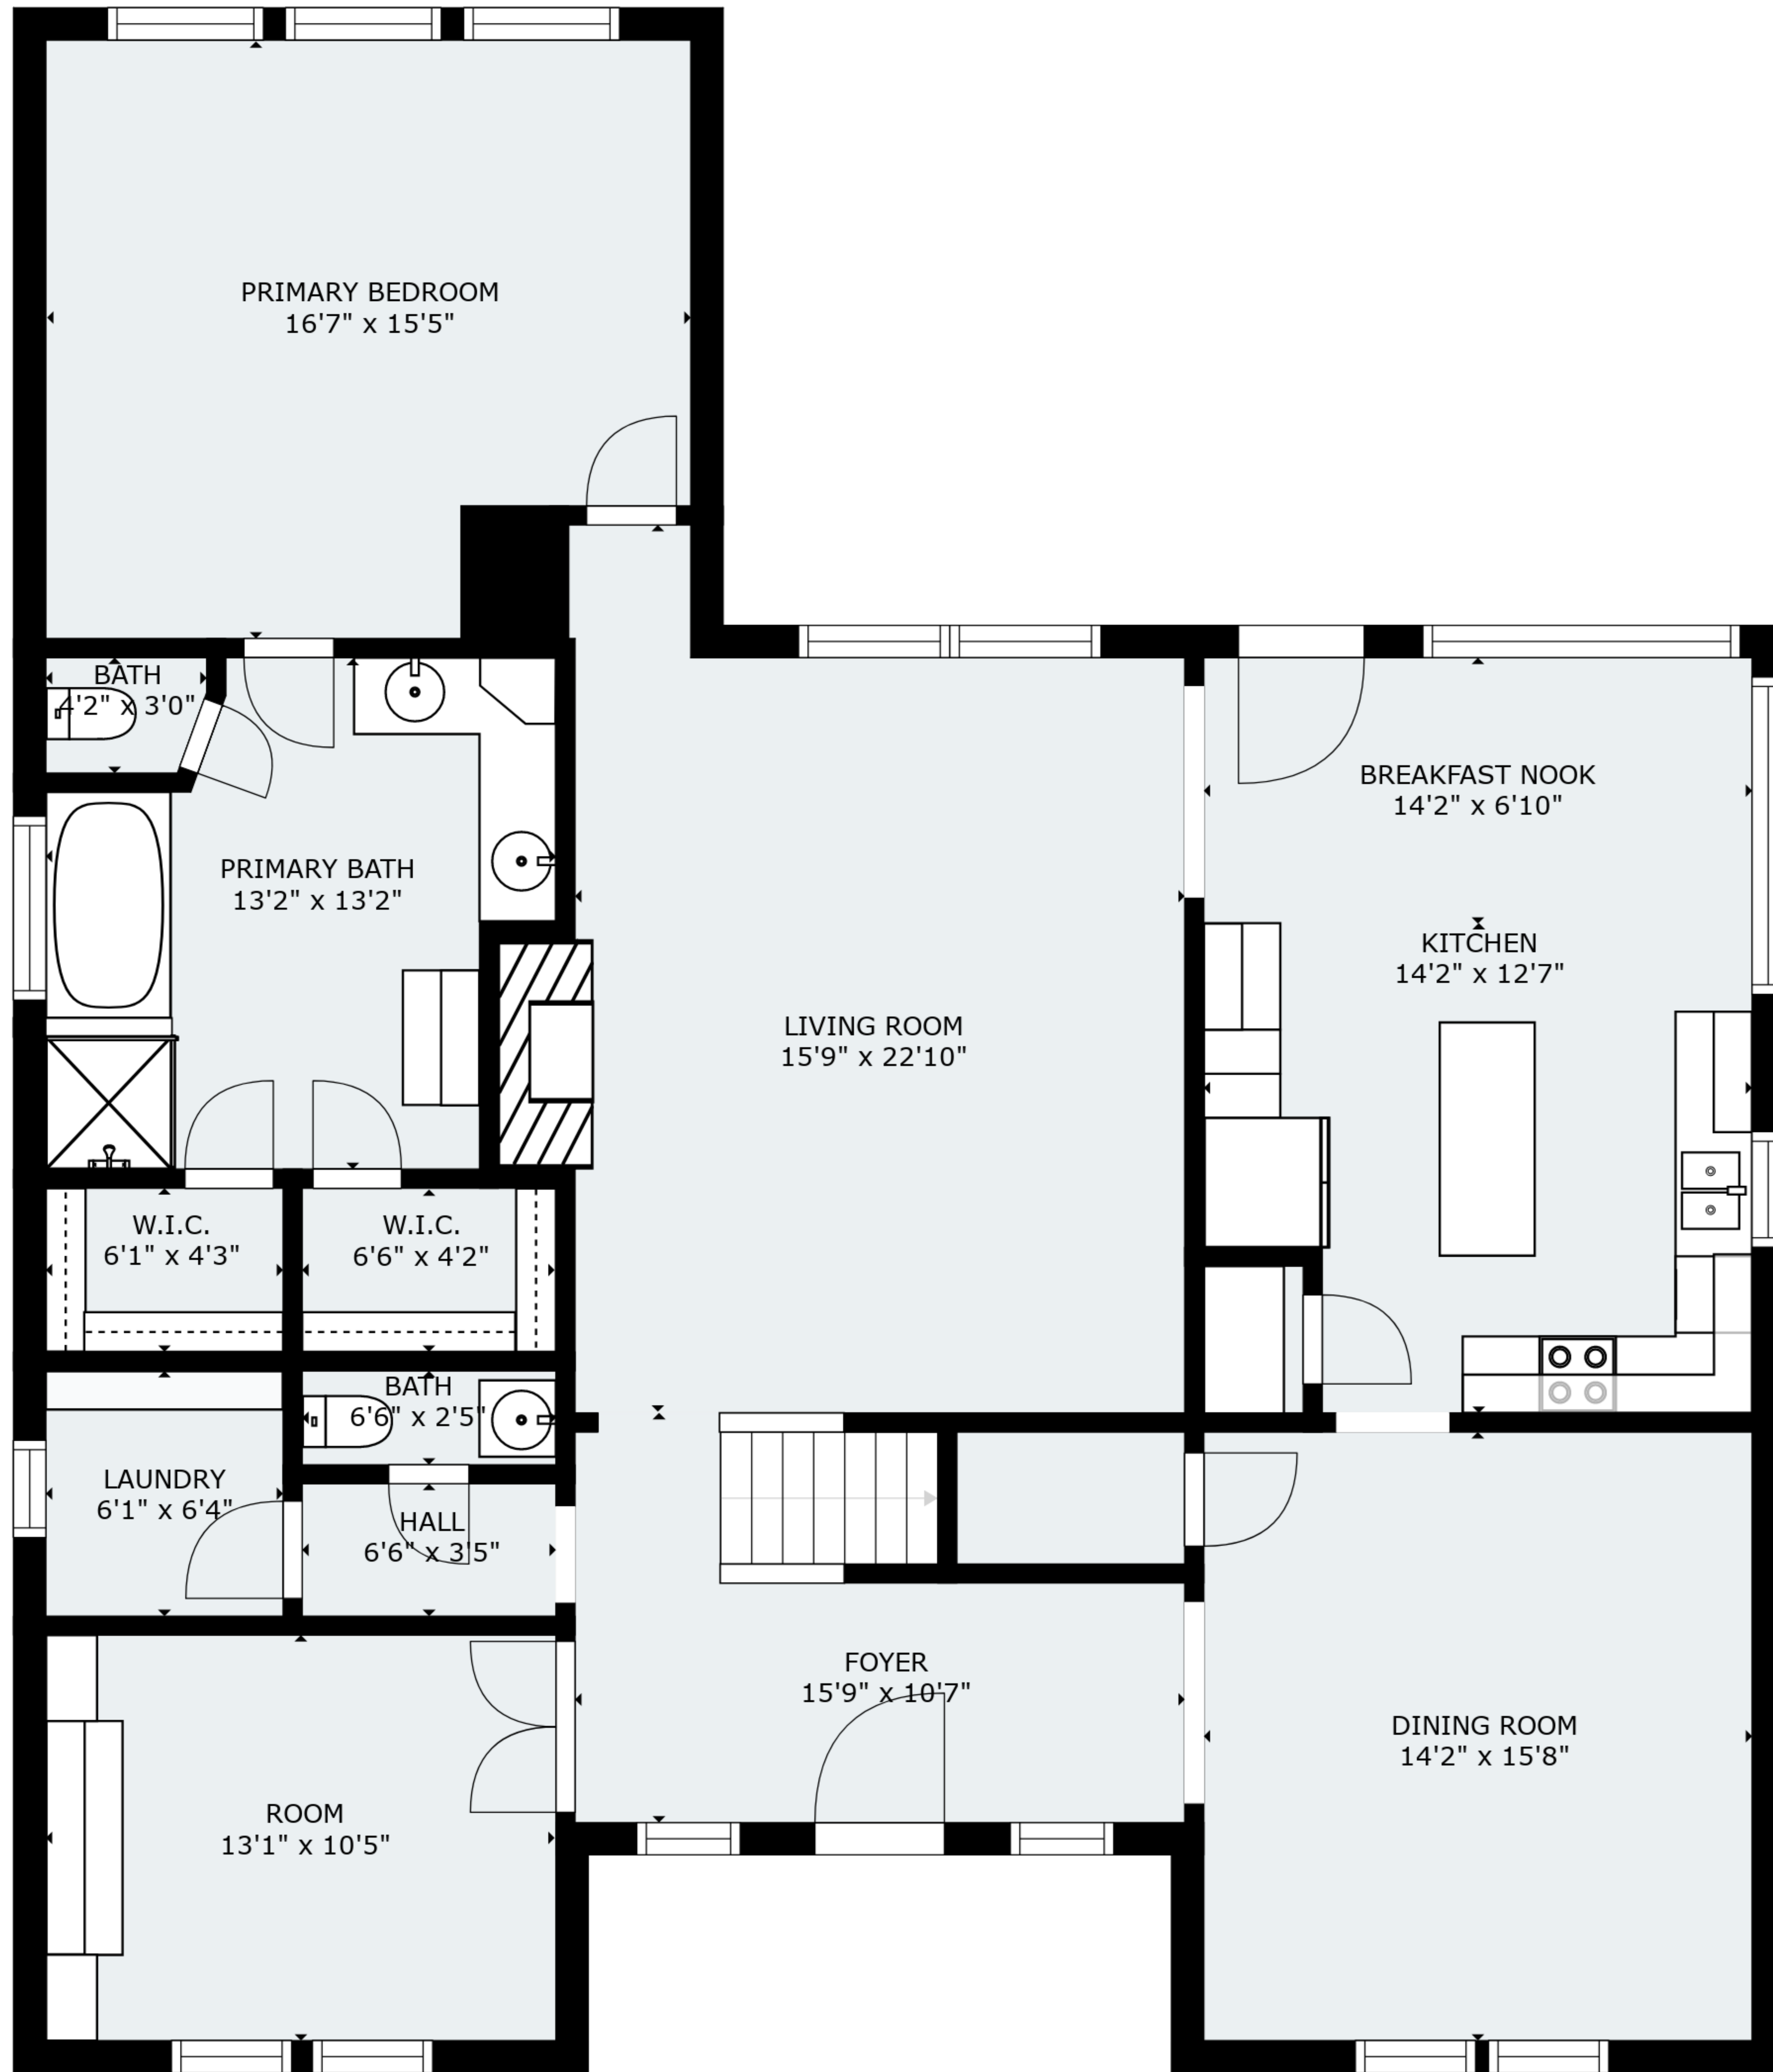 PRIMARY BEDROOM
16'7" x 15'5"
BATH
4'2" x 3'0"
BREAKFAST NOOK
14'2" x 6'10"
PRIMARY BATH
13'2" x 13'2"
KITCHEN
14'2" x 12'7"
LIVING ROOM
15'9" x 22'10"
W.I.C.
6'1" x 4'3"
W.I.C.
6'6" x 4'2"
BATH
6'6" x 2'5"
LAUNDRY
6'1" x 6'4"
HALL
6'6" x 3'5"
FOYER
15'9" x 10'7"
DINING ROOM
14'2" x 15'8"
ROOM
13'1" x 10'5"